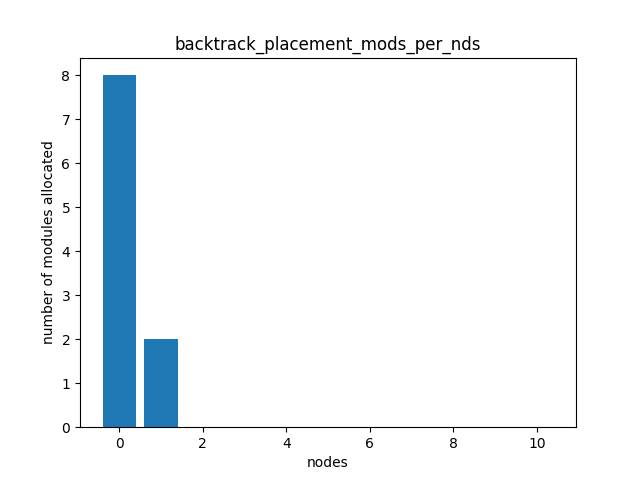 backtrack_placement_mods_per_nds
number of modules allocated
8
7
6
5
4
3
2
1
0
0 2 4 6 8 10
nodes